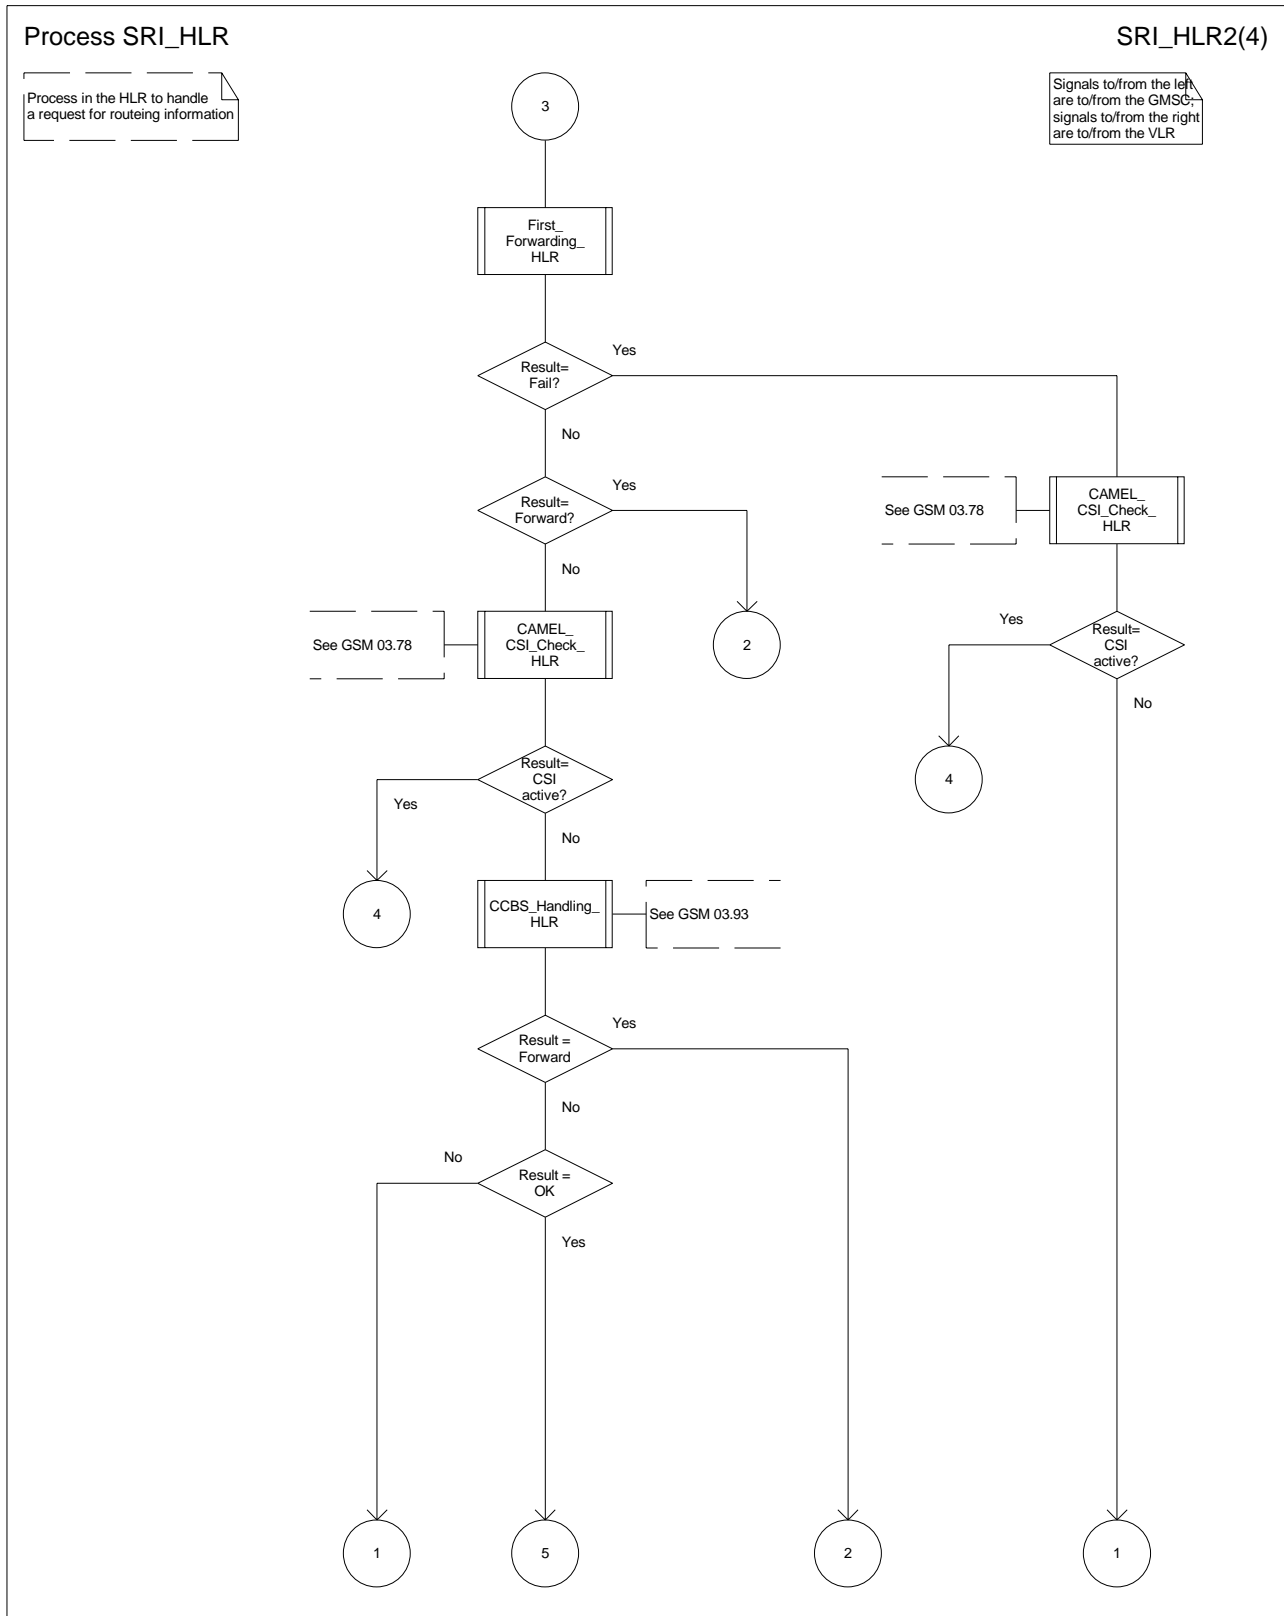 Process SRI_HLR
SRI_HLR2(4)
Process in the HLR to handle
a request for routeing information
3
Signals to/from the left
are to/from the GMSC;
signals to/from the right
are to/from the VLR
First_
Forwarding_
HLR
Result=
Fail?
Yes
No
Result=
Forward?
Yes
No
2
See GSM 03.78
CAMEL_
CSI_Check_
HLR
Yes
Result=
CSI
active?
No
4
See GSM 03.78
CAMEL_
CSI_Check_
HLR
Result=
CSI
active?
Yes
No
4
CCBS_Handling_
HLR
See GSM 03.93
Result =
Forward
Yes
No
No
Result =
OK
Yes
1
5
2
1